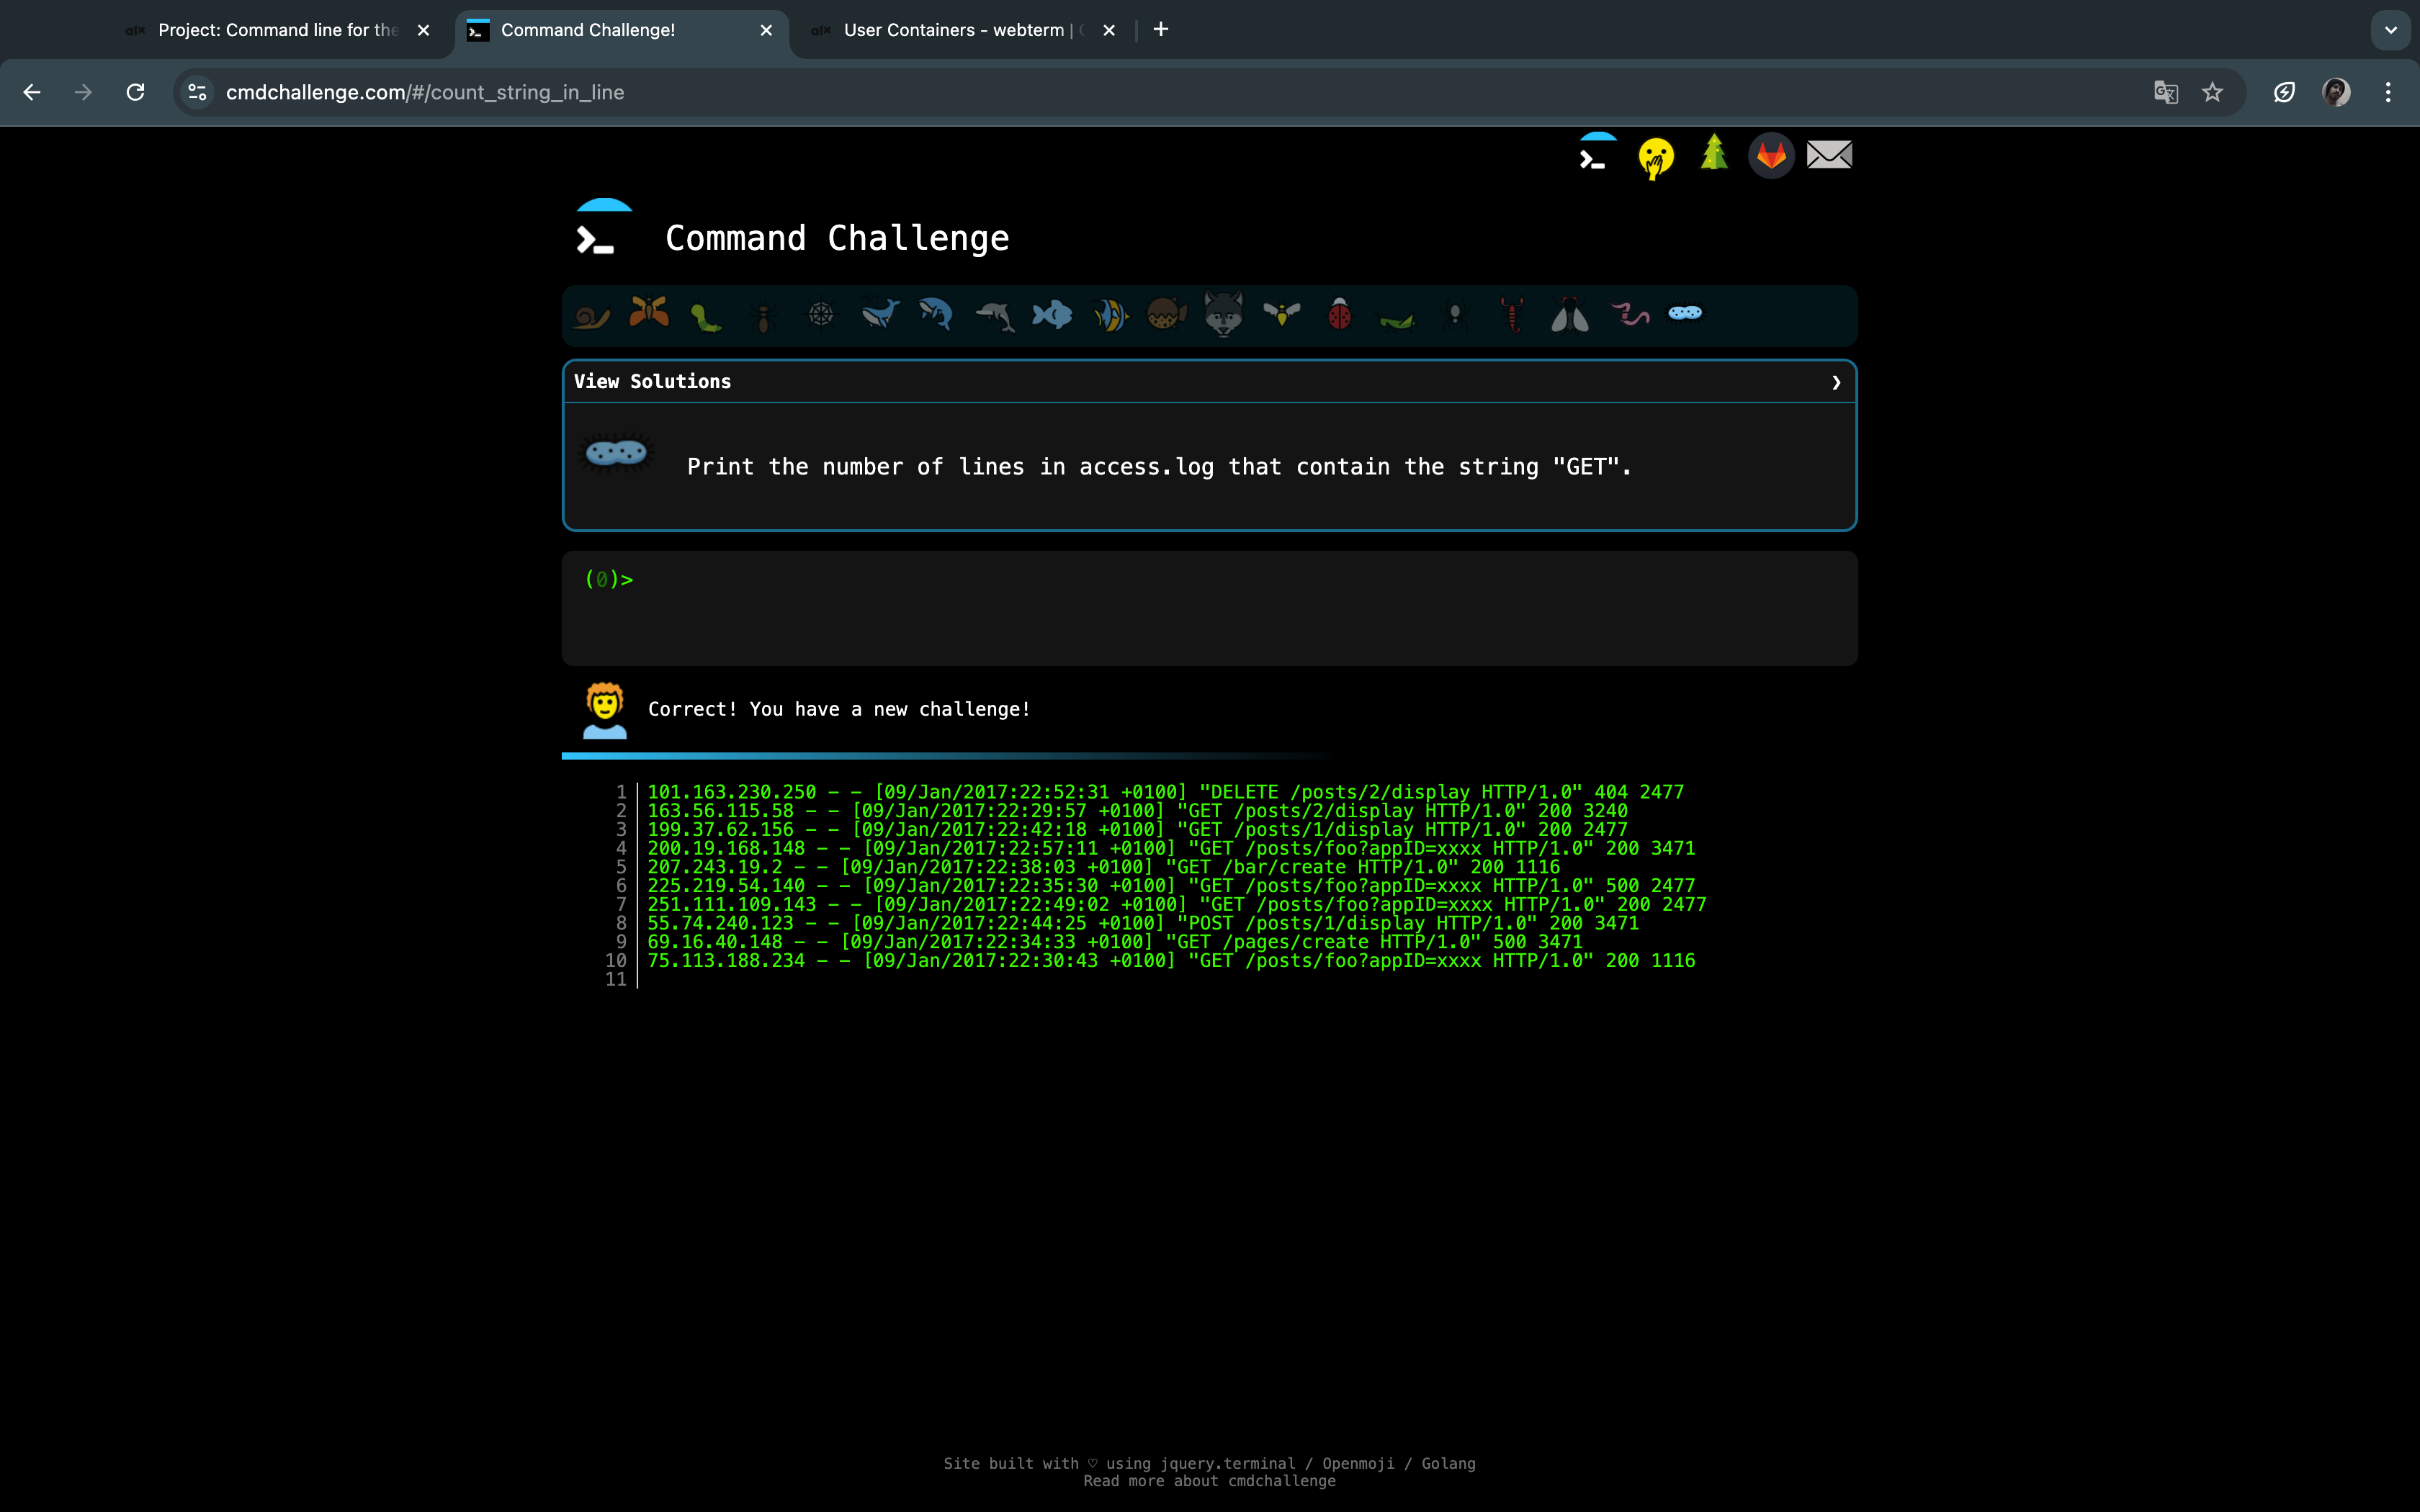 Project: Command line for the
Command Challenge!
User Containers - webterm |
cmdchallenge.com/#/count_string_in_line
Command Challenge
View Solutions
Print the number of lines in access.log that contain the string "GET".
(0)>
Correct! You have a new challenge!
1 101.163.230.250 - - [09/Jan/2017:22:52:31 +0100] "DELETE /posts/2/display HTTP/1.0" 404 2477
2 163.56.115.58 - - [09/Jan/2017:22:29:57 +0100] "GET /posts/2/display HTTP/1.0" 200 3240
3 199.37.62.156 - - [09/Jan/2017:22:42:18 +0100] "GET /posts/1/display HTTP/1.0" 200 2477
4 200.19.168.148 - - [09/Jan/2017:22:57:11 +0100] "GET /posts/foo?appID=xxxx HTTP/1.0" 200 3471
5 207.243.19.2 - - [09/Jan/2017:22:38:03 +0100] "GET /bar/create HTTP/1.0" 200 1116
6 225.219.54.140 - - [09/Jan/2017:22:35:30 +0100] "GET /posts/foo?appID=xxxx HTTP/1.0" 500 2477
7 251.111.109.143 - - [09/Jan/2017:22:49:02 +0100] "GET /posts/foo?appID=xxxx HTTP/1.0" 200 2477
8 55.74.240.123 - - [09/Jan/2017:22:44:25 +0100] "POST /posts/1/display HTTP/1.0" 200 3471
9 69.16.40.148 - - [09/Jan/2017:22:34:33 +0100] "GET /pages/create HTTP/1.0" 500 3471
10 75.113.188.234 - - [09/Jan/2017:22:30:43 +0100] "GET /posts/foo?appID=xxxx HTTP/1.0" 200 1116
11
Site built with ♡ using jquery.terminal / Openmoji / Golang
Read more about cmdchallenge